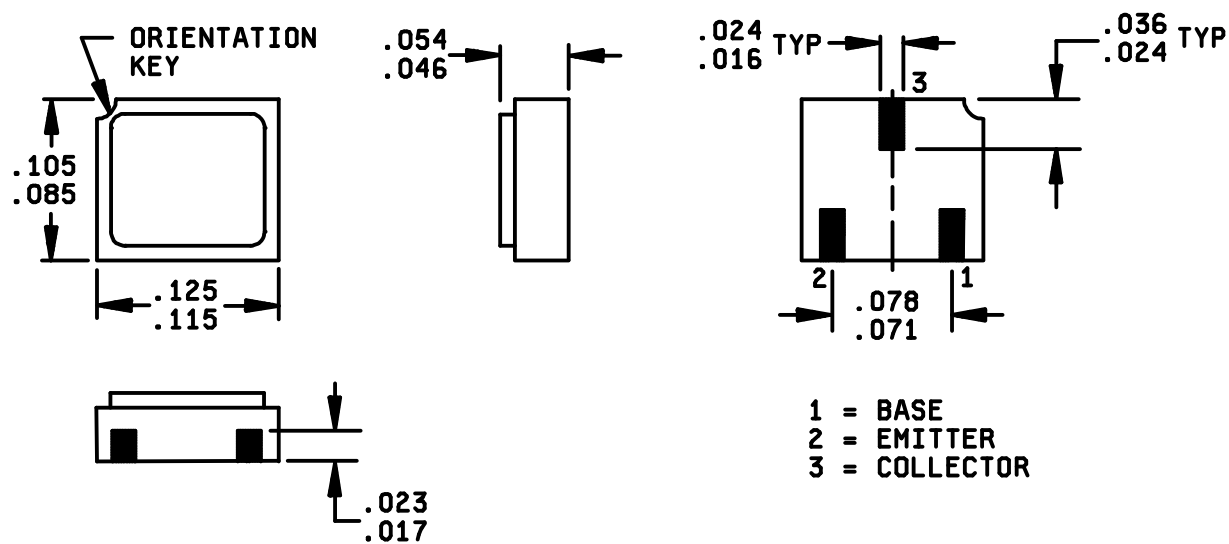 ORIENTATION
KEY
.054
.046
.024
.016
TYP
.036
.024
TYP
3
.105
.085
.125
.115
2
1
.078
.071
1 = BASE
2 = EMITTER
3 = COLLECTOR
.023
.017